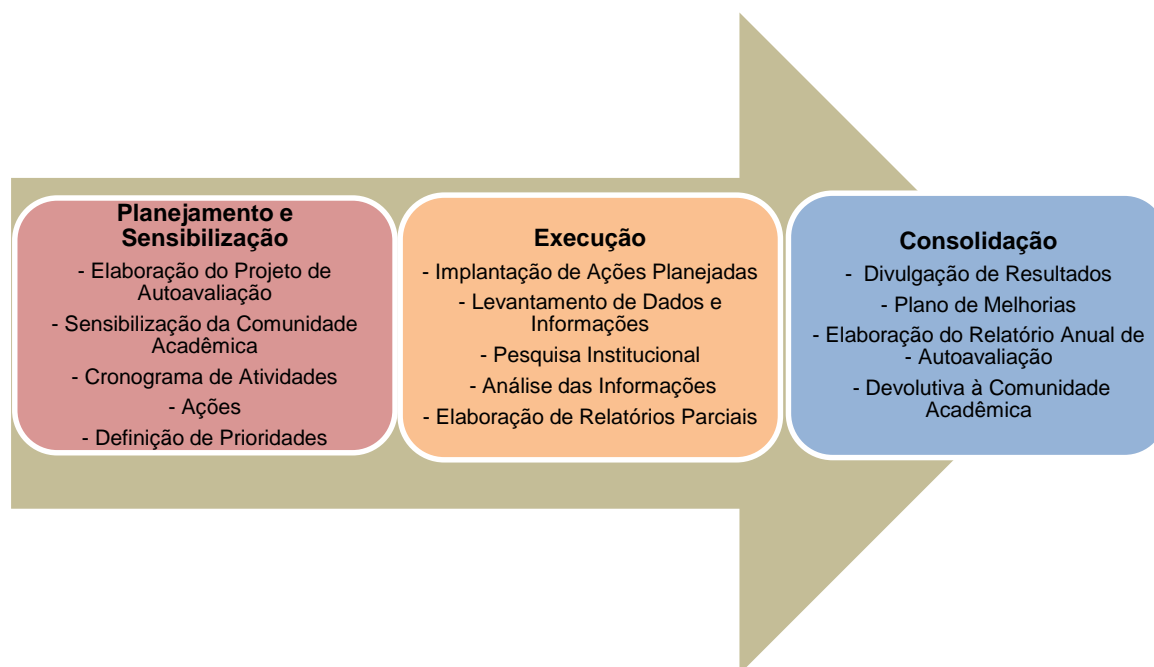 Planejamento e
Sensibilização
- Elaboração do Projeto de
Autoavaliação
- Sensibilização da Comunidade
Acadêmica
- Cronograma de Atividades
- Ações
- Definição de Prioridades
Execução
- Implantação de Ações Planejadas
- Levantamento de Dados e
Informações
- Pesquisa Institucional
- Análise das Informações
- Elaboração de Relatórios Parciais
Consolidação
- Divulgação de Resultados
- Plano de Melhorias
- Elaboração do Relatório Anual de
- Autoavaliação
- Devolutiva à Comunidade
Acadêmica